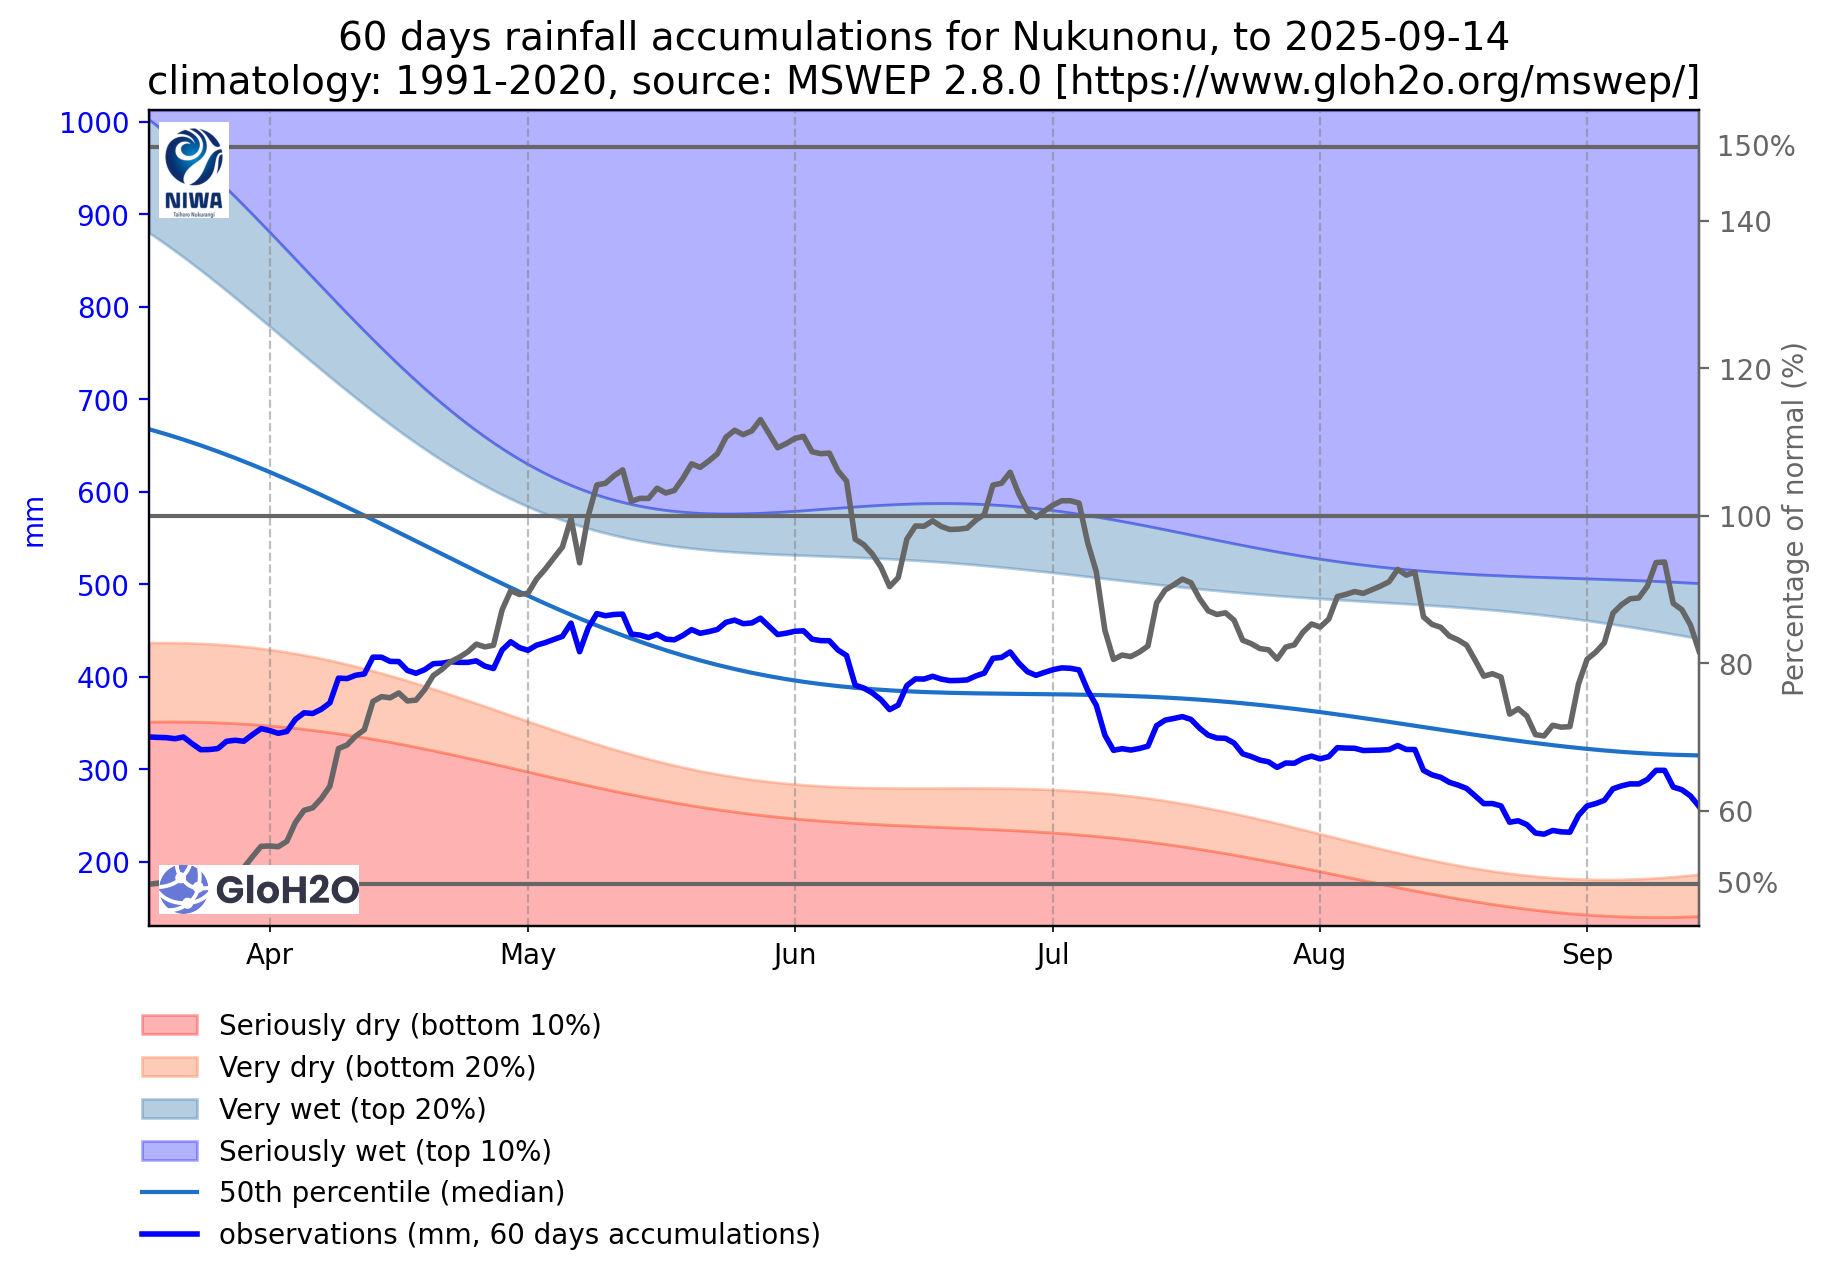 60 days rainfall accumulations for Nukunonu, to 2025-09-14
climatology: 1991-2020, source: MSWEP 2.8.0 [https://www.gloh2o.org/mswep/]
1000
900
800
700
600
500
400
300
200
mm
NIWA
Taihoro Nukurangi
GloH2O
150%
140
120
100
80
60
50%
Percentage of normal (%)
Apr
May
Jun
Jul
Aug
Sep
Seriously dry (bottom 10%)
Very dry (bottom 20%)
Very wet (top 20%)
Seriously wet (top 10%)
50th percentile (median)
observations (mm, 60 days accumulations)